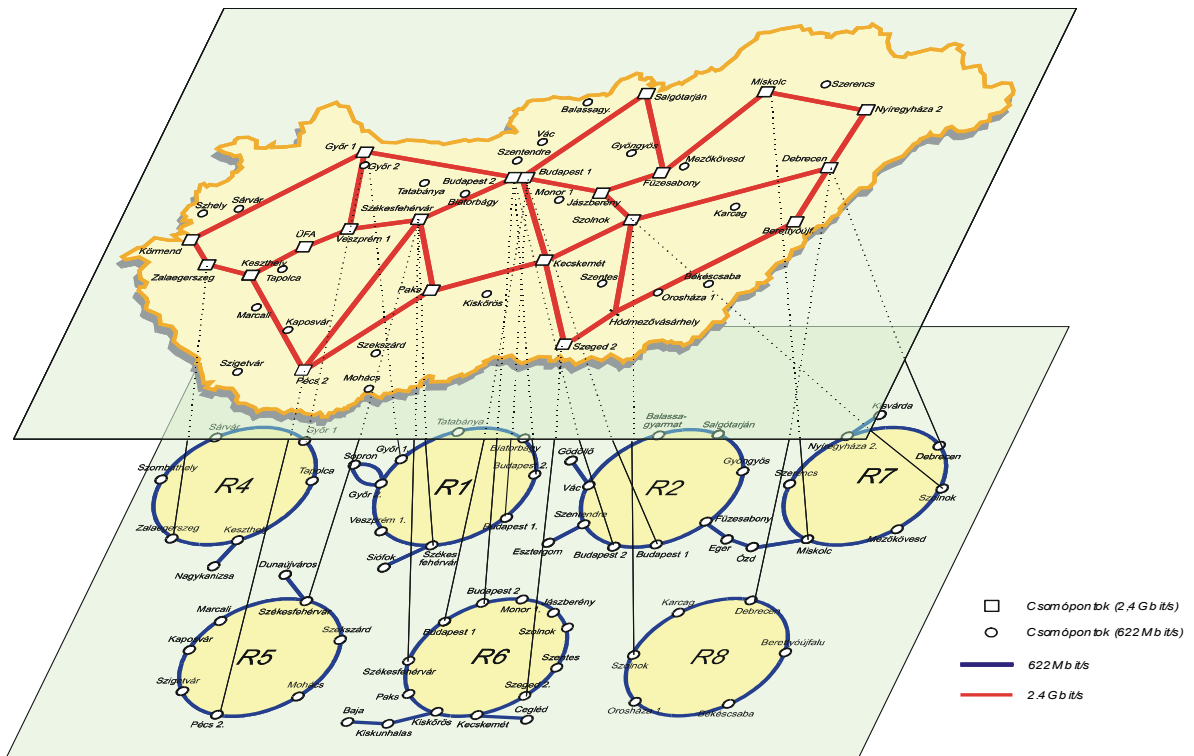 Miskolc
Szerencs
Salgótarján
Balassagy.
Nyíregyháza 2
Vác
Győr 1
Gyöngyös
Mezőkövesd
Debrecen
Szentendre
Győr 2
Budapest 2
Budapest 1
Füzesabony
Tatabánya
Biatorbágy
Monor 1
Jászberény
Szhely
Sárvár
Székesfehérvár
Szolnok
Karcag
Berettyóújf.
ÜFA
Veszprém 1
Körmend
Keszthely
Tapolca
Zalaegerszeg
Kecskemét
Szentes
Békéscsaba
Paks
Kiskőrös
Orosháza 1
Marcali
Kaposvár
Hódmezővásárhely
Szeged 2
Szekszárd
Szigetvár
Pécs 2
Mohács
Sárvár
Győr 1
Szombathely
R4
Tapolca
Zalaegerszeg
Keszthely
Nagykanizsa
Tatabánya
Győr 1
Biatorbágy
Sopron
Budapest 2.
Győr 2.
R1
Veszprém 1.
Budapest 1.
Siófok
Székes
fehérvár
Balassa-
gyarmat
Salgótarján
Gödöllő
Gyöngyös
Vác
R2
Szentendre
Füzesabony
Esztergom
Budapest 2
Budapest 1
Eger
Ózd
Kisvárda
Nyíregyháza 2.
Debrecen
Szerencs
R7
Szolnok
Mezőkövesd
Miskolc
Dunaújváros
Marcali
Székesfehérvár
Kaposvár
Szekszárd
R5
Szigetvár
Mohács
Pécs 2.
Budapest 2
Jászberény
Monor 1.
Budapest 1
Szolnok
R6
Székesfehérvár
Szentes
Paks
Szeged 2.
Baja
Kiskőrös
Cegléd
Kiskunhalas
Kecskemét
Karcag
Debrecen
Berettyóújfalu
Szolnok
R8
Orosháza 1.
Békéscsaba
Csomópontok (2,4 Gbit/s)
Csomópontok (622 Mbit/s)
622 Mbit/s
2.4 Gbit/s